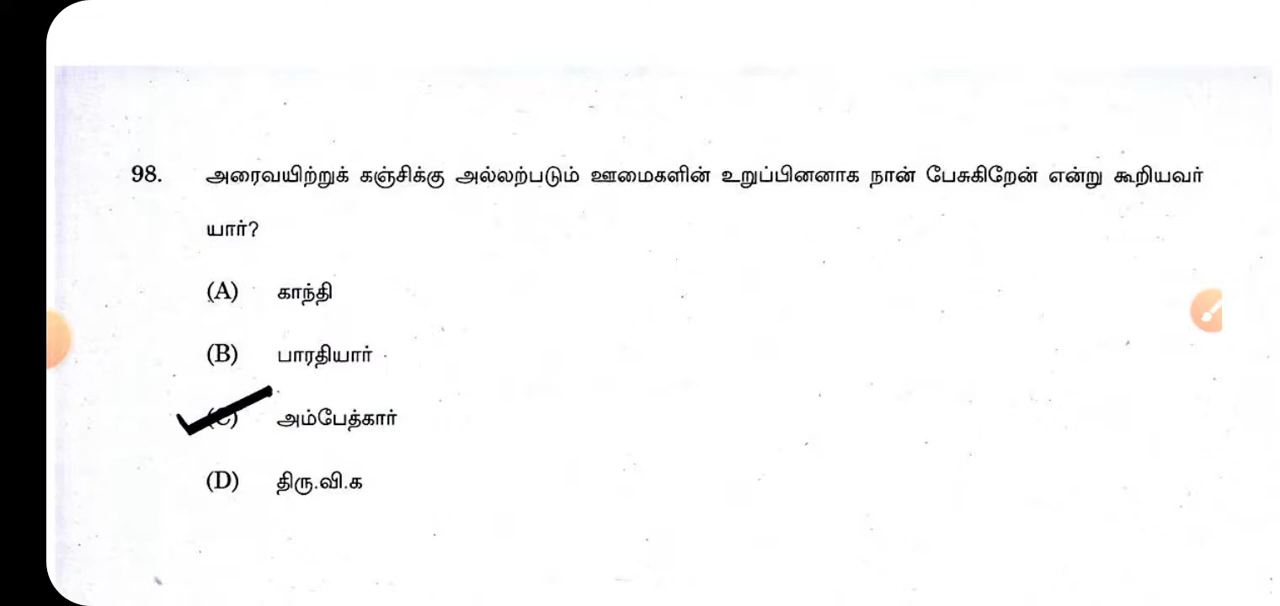 98. அரைவயிற்றுக் கஞ்சிக்கு அல்லற்படும் ஊமைகளின் உறுப்பினனாக நான் பேசுகிறேன் என்று கூறியவர்
யார்?
(A) காந்தி
(B) பாரதியார்
(C) அம்பேத்கார்
(D) திரு.வி.க